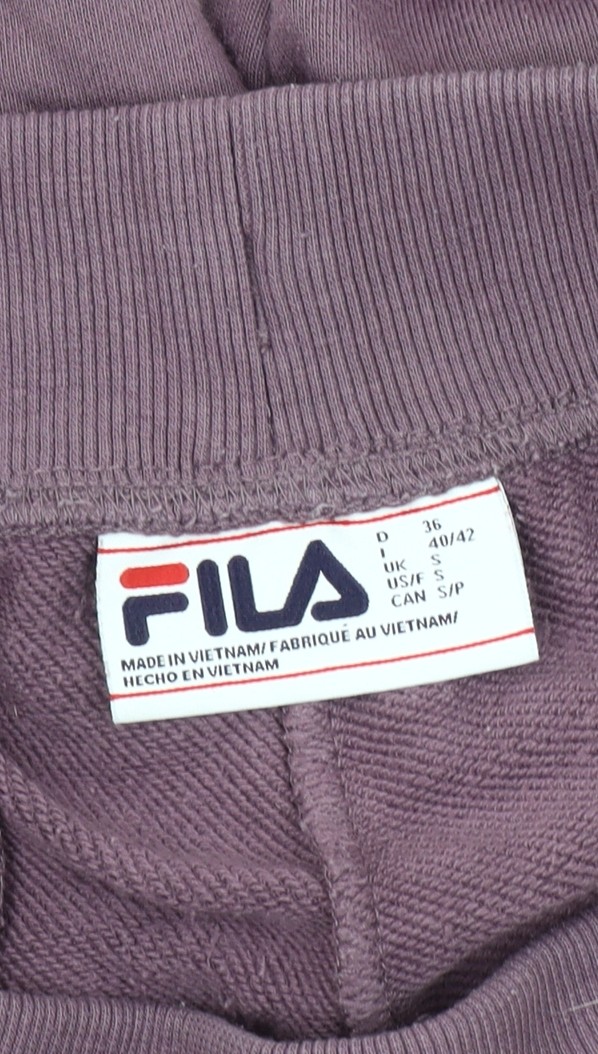 FILA
D 36
I 40/42
UK S
US/F S
CAN S/P
MADE IN VIETNAM/ FABRIQUÉ AU VIETNAM/
HECHO EN VIETNAM